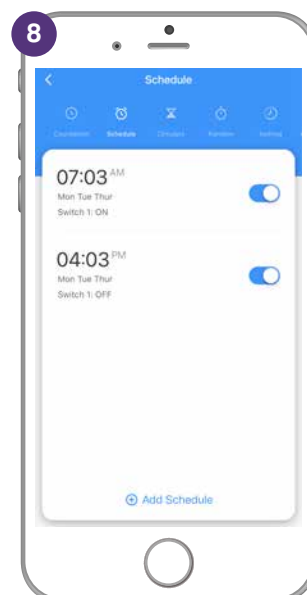 8
Schedule
Countdown Schedule Circulate Random Inching
07:03 AM
Mon Tue Thur
Switch 1: ON
04:03 PM
Mon Tue Thur
Switch 1: OFF
Add Schedule